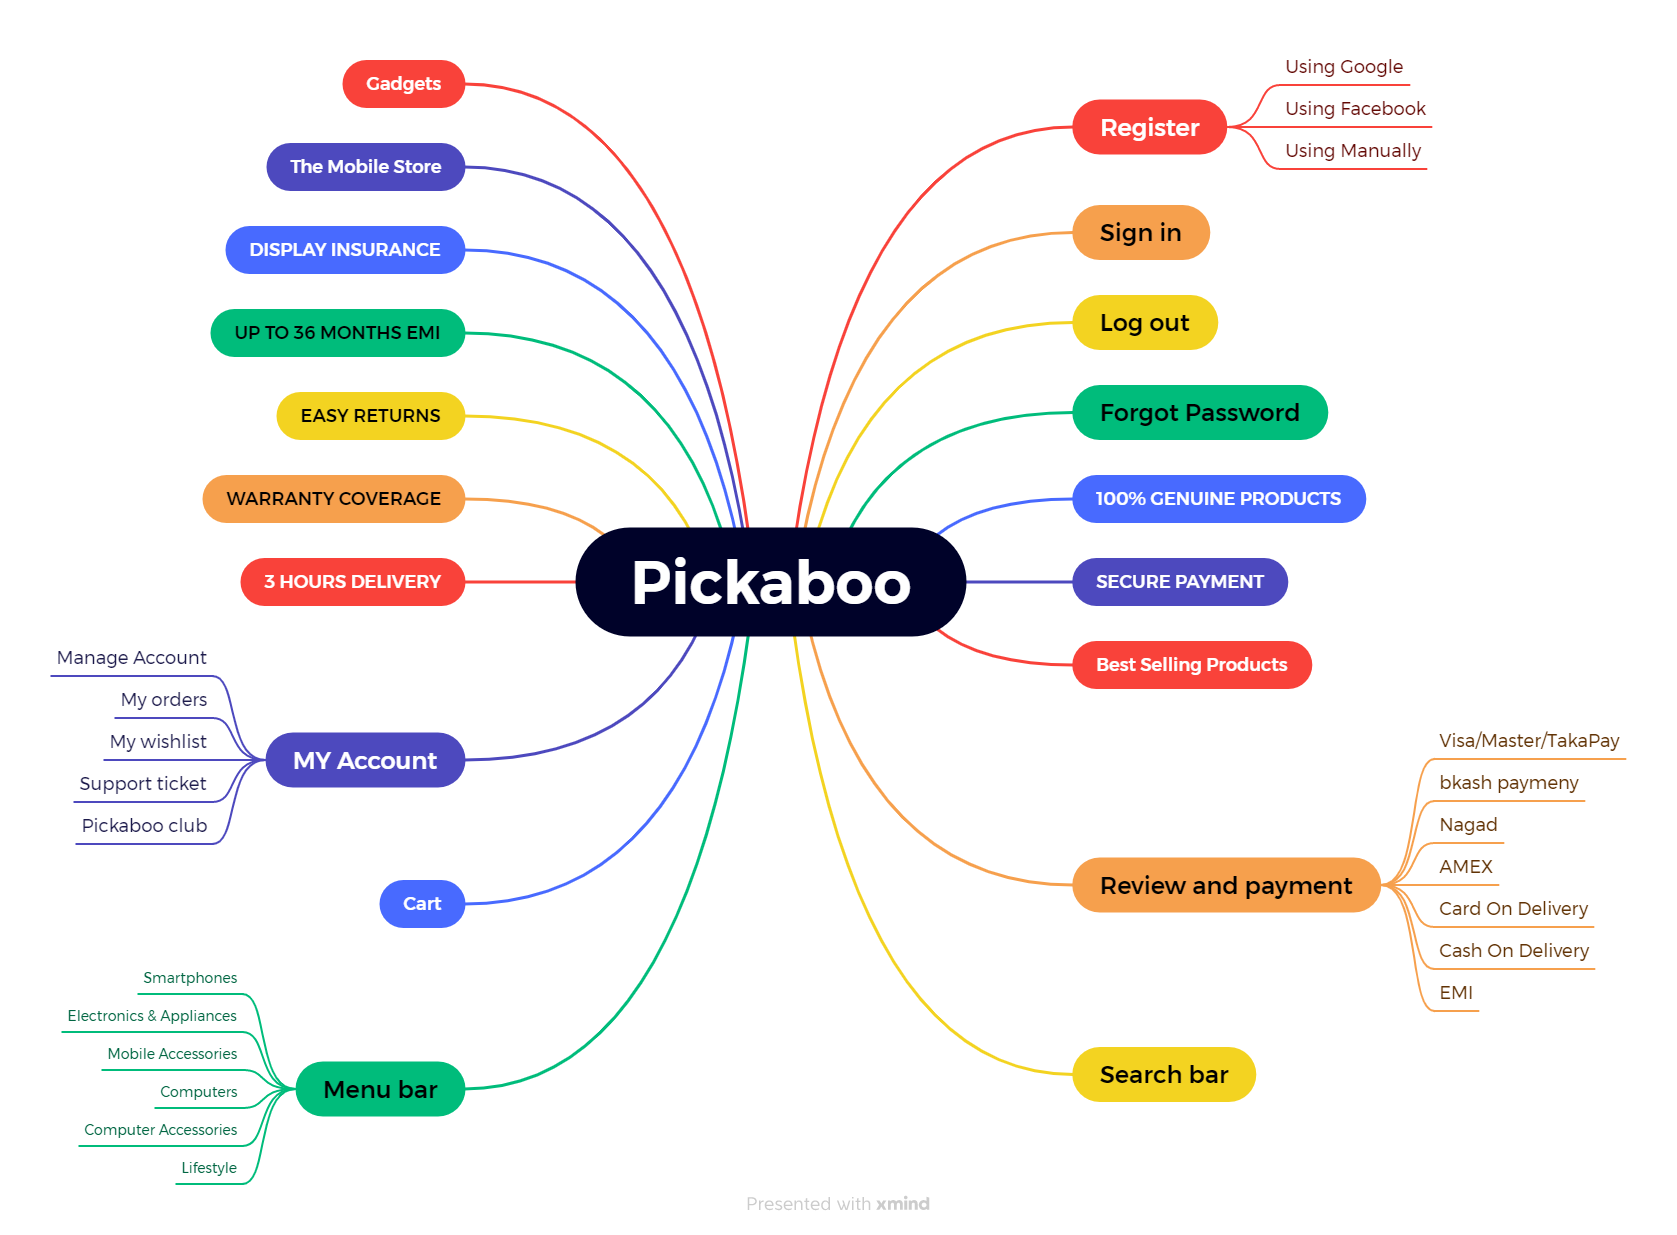 Pickaboo
Register
Using Google
Using Facebook
Using Manually
Sign in
Log out
Forgot Password
100% GENUINE PRODUCTS
SECURE PAYMENT
Best Selling Products
Review and payment
Visa/Master/TakaPay
bkash paymeny
Nagad
AMEX
Card On Delivery
Cash On Delivery
EMI
Search bar
Gadgets
The Mobile Store
DISPLAY INSURANCE
UP TO 36 MONTHS EMI
EASY RETURNS
WARRANTY COVERAGE
3 HOURS DELIVERY
MY Account
Manage Account
My orders
My wishlist
Support ticket
Pickaboo club
Cart
Menu bar
Smartphones
Electronics & Appliances
Mobile Accessories
Computers
Computer Accessories
Lifestyle
Presented with xmind